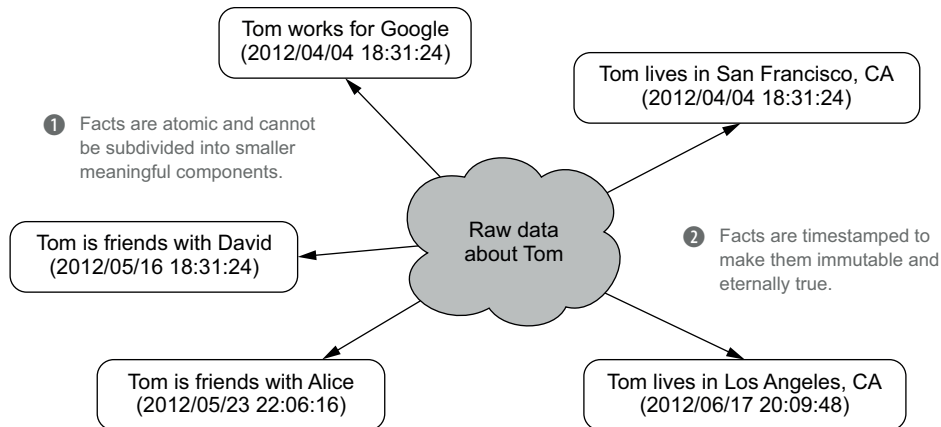 Tom works for Google
(2012/04/04 18:31:24)
Tom lives in San Francisco, CA
(2012/04/04 18:31:24)
1 Facts are atomic and cannot
be subdivided into smaller
meaningful components.
Raw data
about Tom
Tom is friends with David
(2012/05/16 18:31:24)
2 Facts are timestamped to
make them immutable and
eternally true.
Tom is friends with Alice
(2012/05/23 22:06:16)
Tom lives in Los Angeles, CA
(2012/06/17 20:09:48)